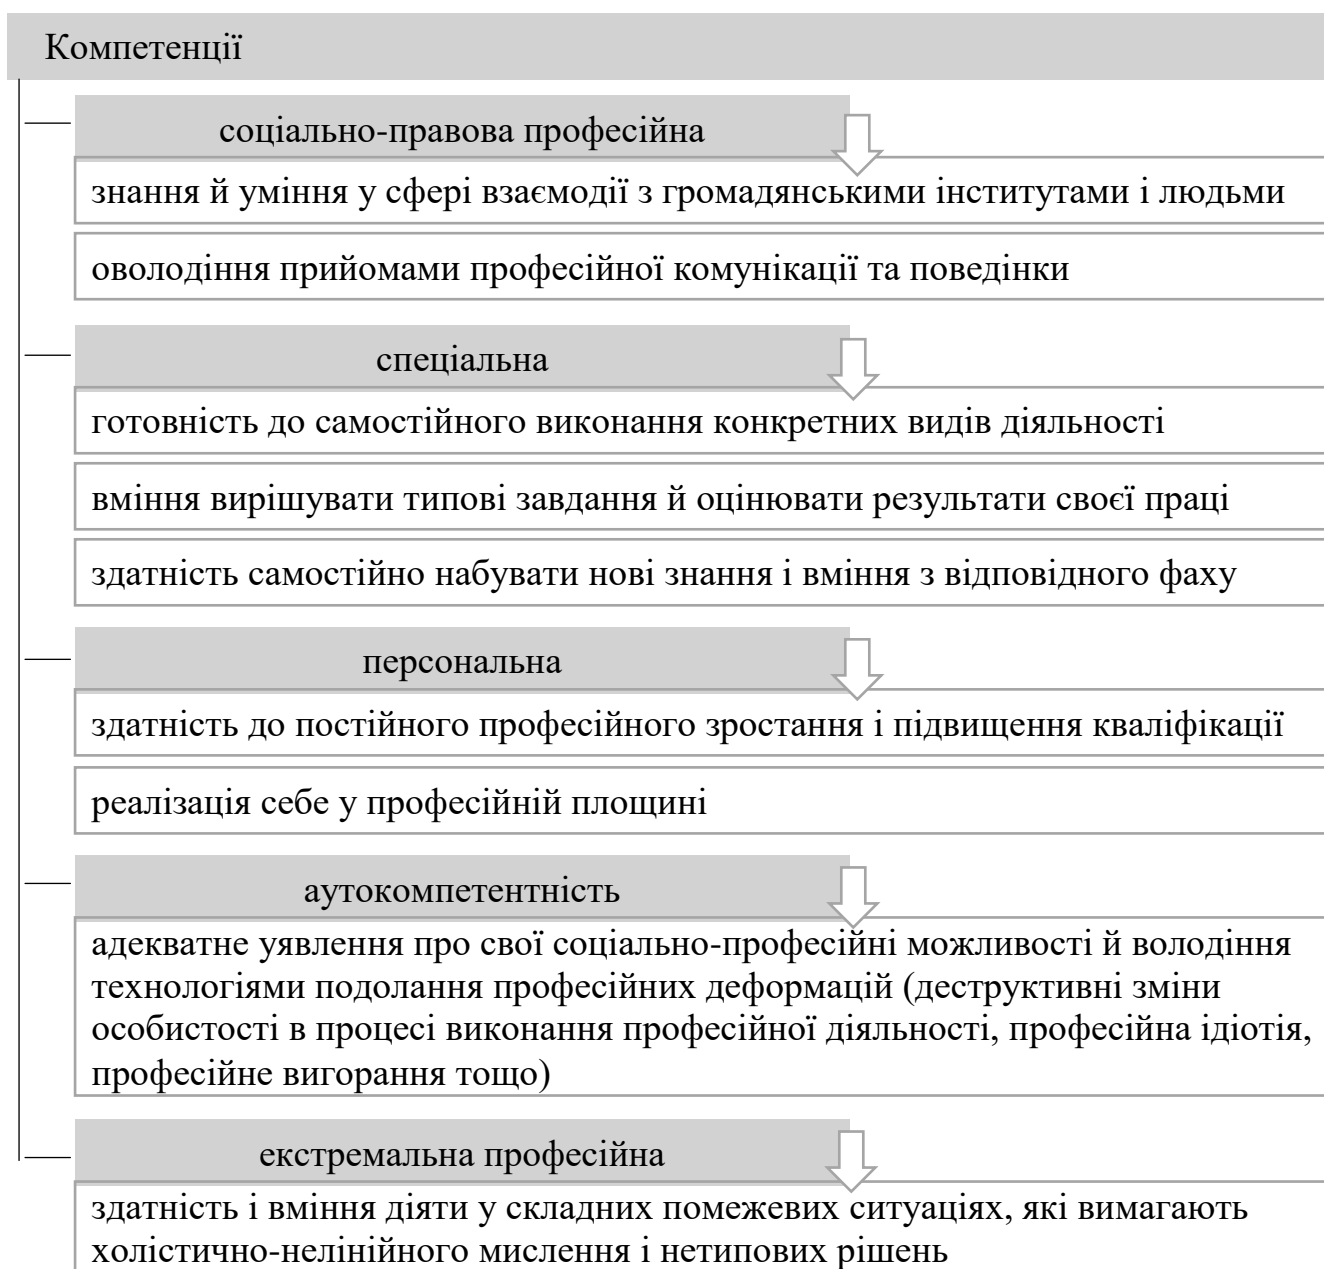 Компетенції
соціально-правова професійна
знання й уміння у сфері взаємодії з громадянськими інститутами і людьми
оволодіння прийомами професійної комунікації та поведінки
спеціальна
готовність до самостійного виконання конкретних видів діяльності
вміння вирішувати типові завдання й оцінювати результати своєї праці
здатність самостійно набувати нові знання і вміння з відповідного фаху
персональна
здатність до постійного професійного зростання і підвищення кваліфікації
реалізація себе у професійній площині
аутокомпетентність
адекватне уявлення про свої соціально-професійні можливості й володіння
технологіями подолання професійних деформацій (деструктивні зміни
особистості в процесі виконання професійної діяльності, професійна ідіотія,
професійне вигорання тощо)
екстремальна професійна
здатність і вміння діяти у складних помежевих ситуаціях, які вимагають
холістично-нелінійного мислення і нетипових рішень